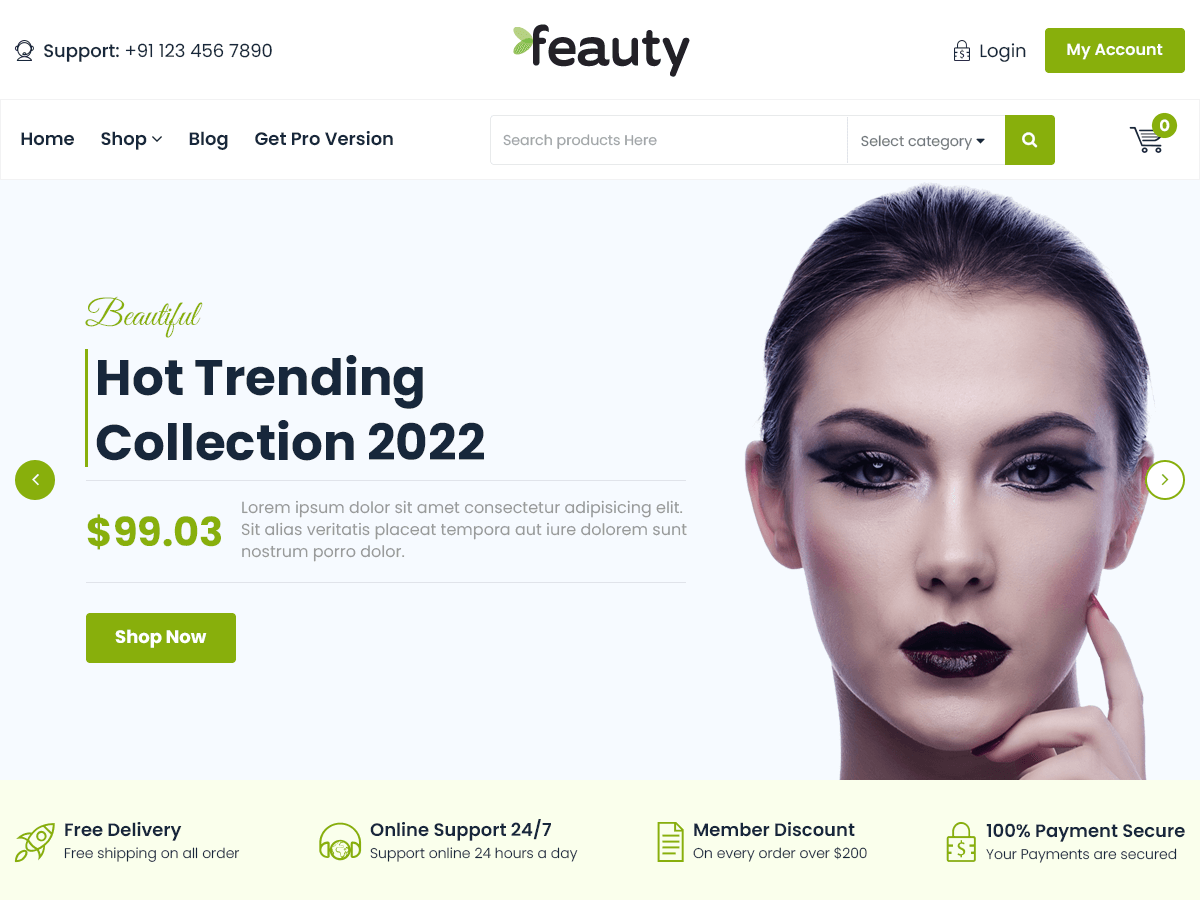 Support: +91 123 456 7890
feauty
Login
My Account
Home
Shop
Blog
Get Pro Version
Search products Here
Select category
0
Beautiful
Hot Trending
Collection 2022
$99.03
Lorem ipsum dolor sit amet consectetur adipisicing elit.
Sit alias veritatis placeat tempora aut iure dolorem sunt
nostrum porro dolor.
Shop Now
Free Delivery
Free shipping on all order
Online Support 24/7
Support online 24 hours a day
Member Discount
On every order over $200
100% Payment Secure
Your Payments are secured